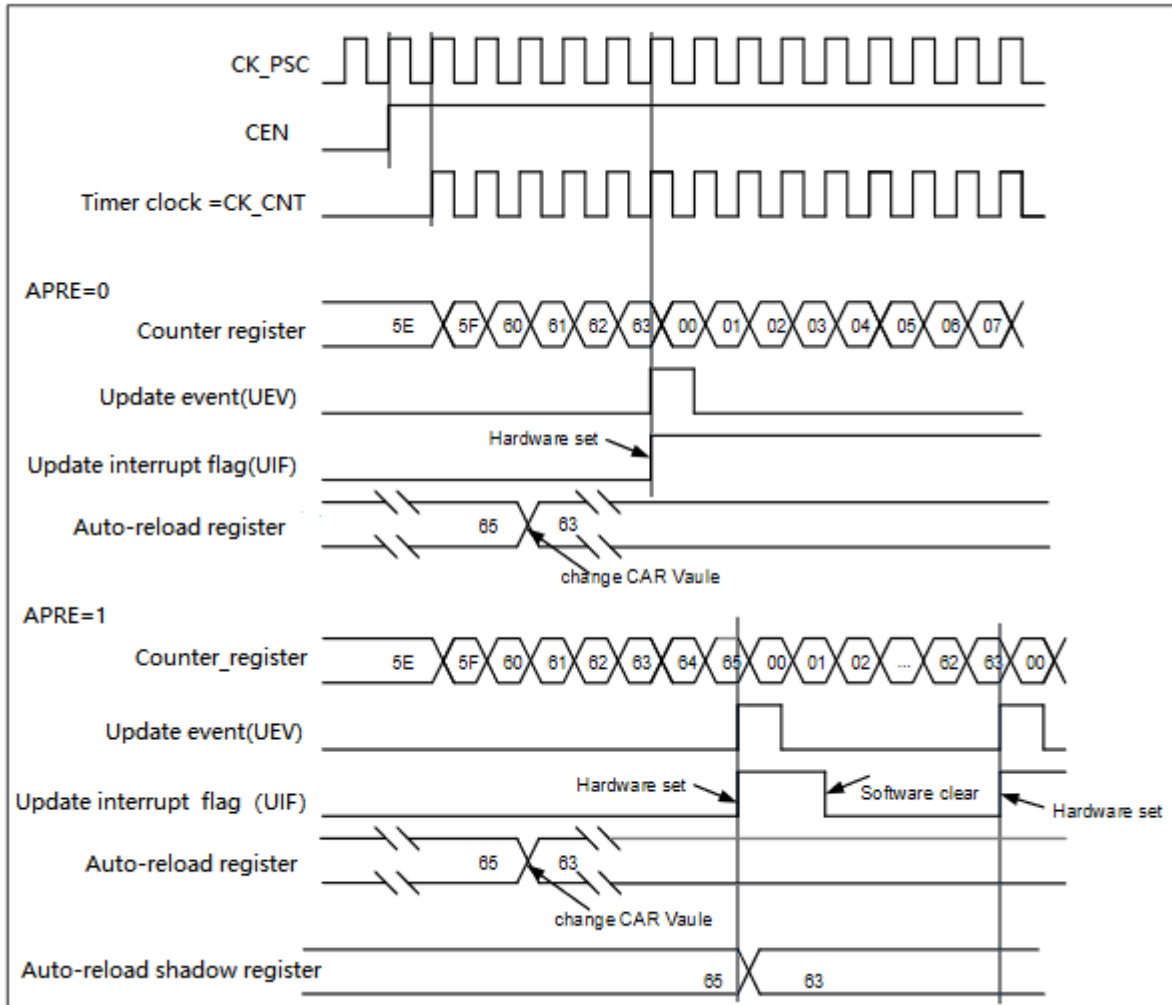 CK_PSC
CEN
Timer clock =CK_CNT
APRE=0
Counter register 5E 5F 60 61 62 63 00 01 02 03 04 05 06 07
Update event(UEV)
Hardware set
Update interrupt flag(UIF)
Auto-reload register 65 63
change CAR Vaule
APRE=1
Counter_register 5E 5F 60 61 62 63 64 65 00 01 02 ... 62 63 00
Update event(UEV)
Hardware set
Software clear
Update interrupt flag (UIF)
Hardware set
Auto-reload register 65 63
change CAR Vaule
Auto-reload shadow register 65 63